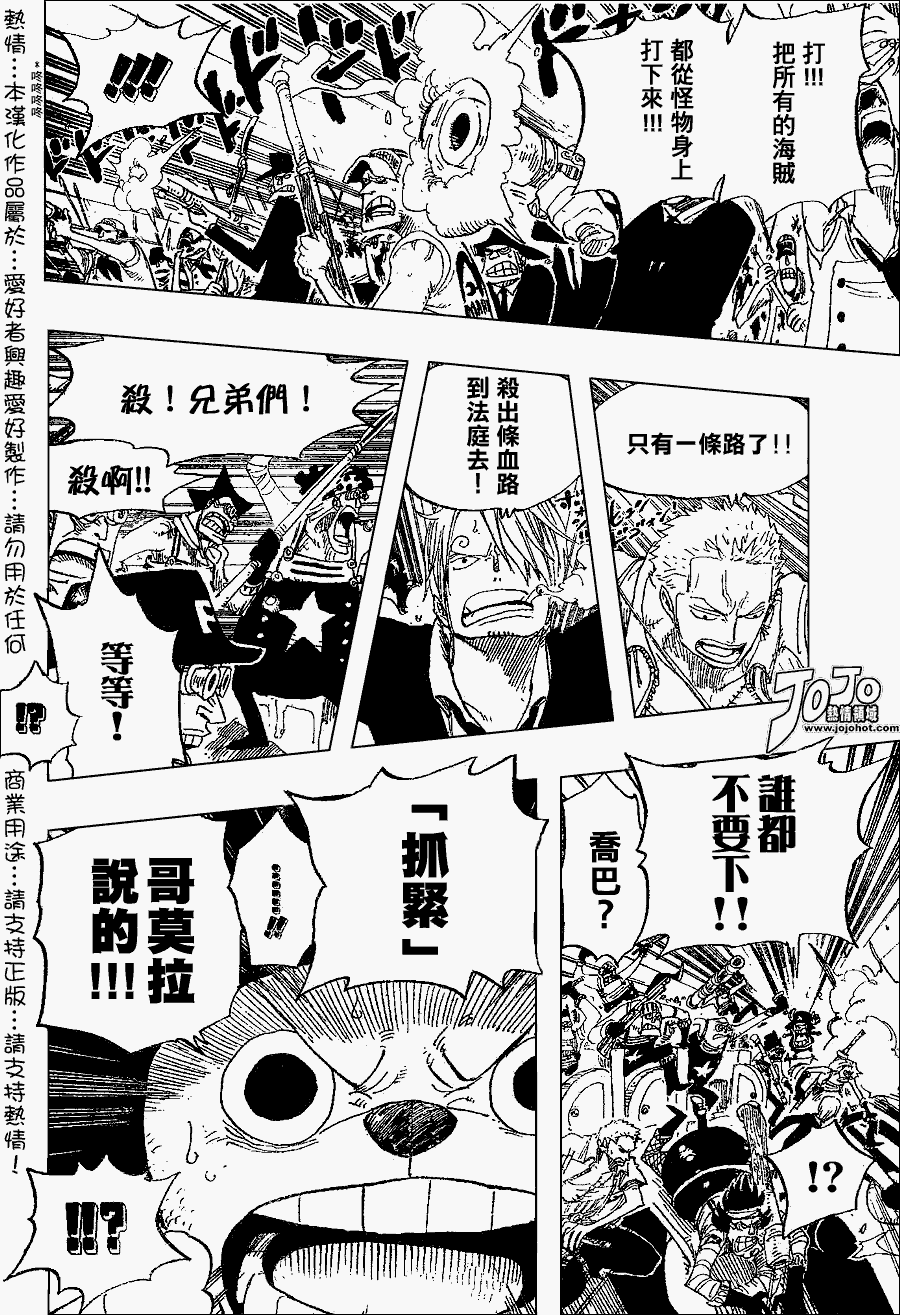 打!!!
把所有的海賊
都從怪物身上
打下來!!!
!!!
*咚咚咚咚
只有一條路了!!
殺出條血路
到法庭去!
殺!兄弟們!
殺啊!!
等等!
!?
誰都
不要下!!
喬巴?
!?
「抓緊」
……!!
哥莫拉
說的!!!
!!!?
熱情…本漢化作品屬於…愛好者興趣愛好製作…請勿用於任何
商業用途…請支持正版…請支持熱情!
JOJO
熱情領域
www.jojohot.com